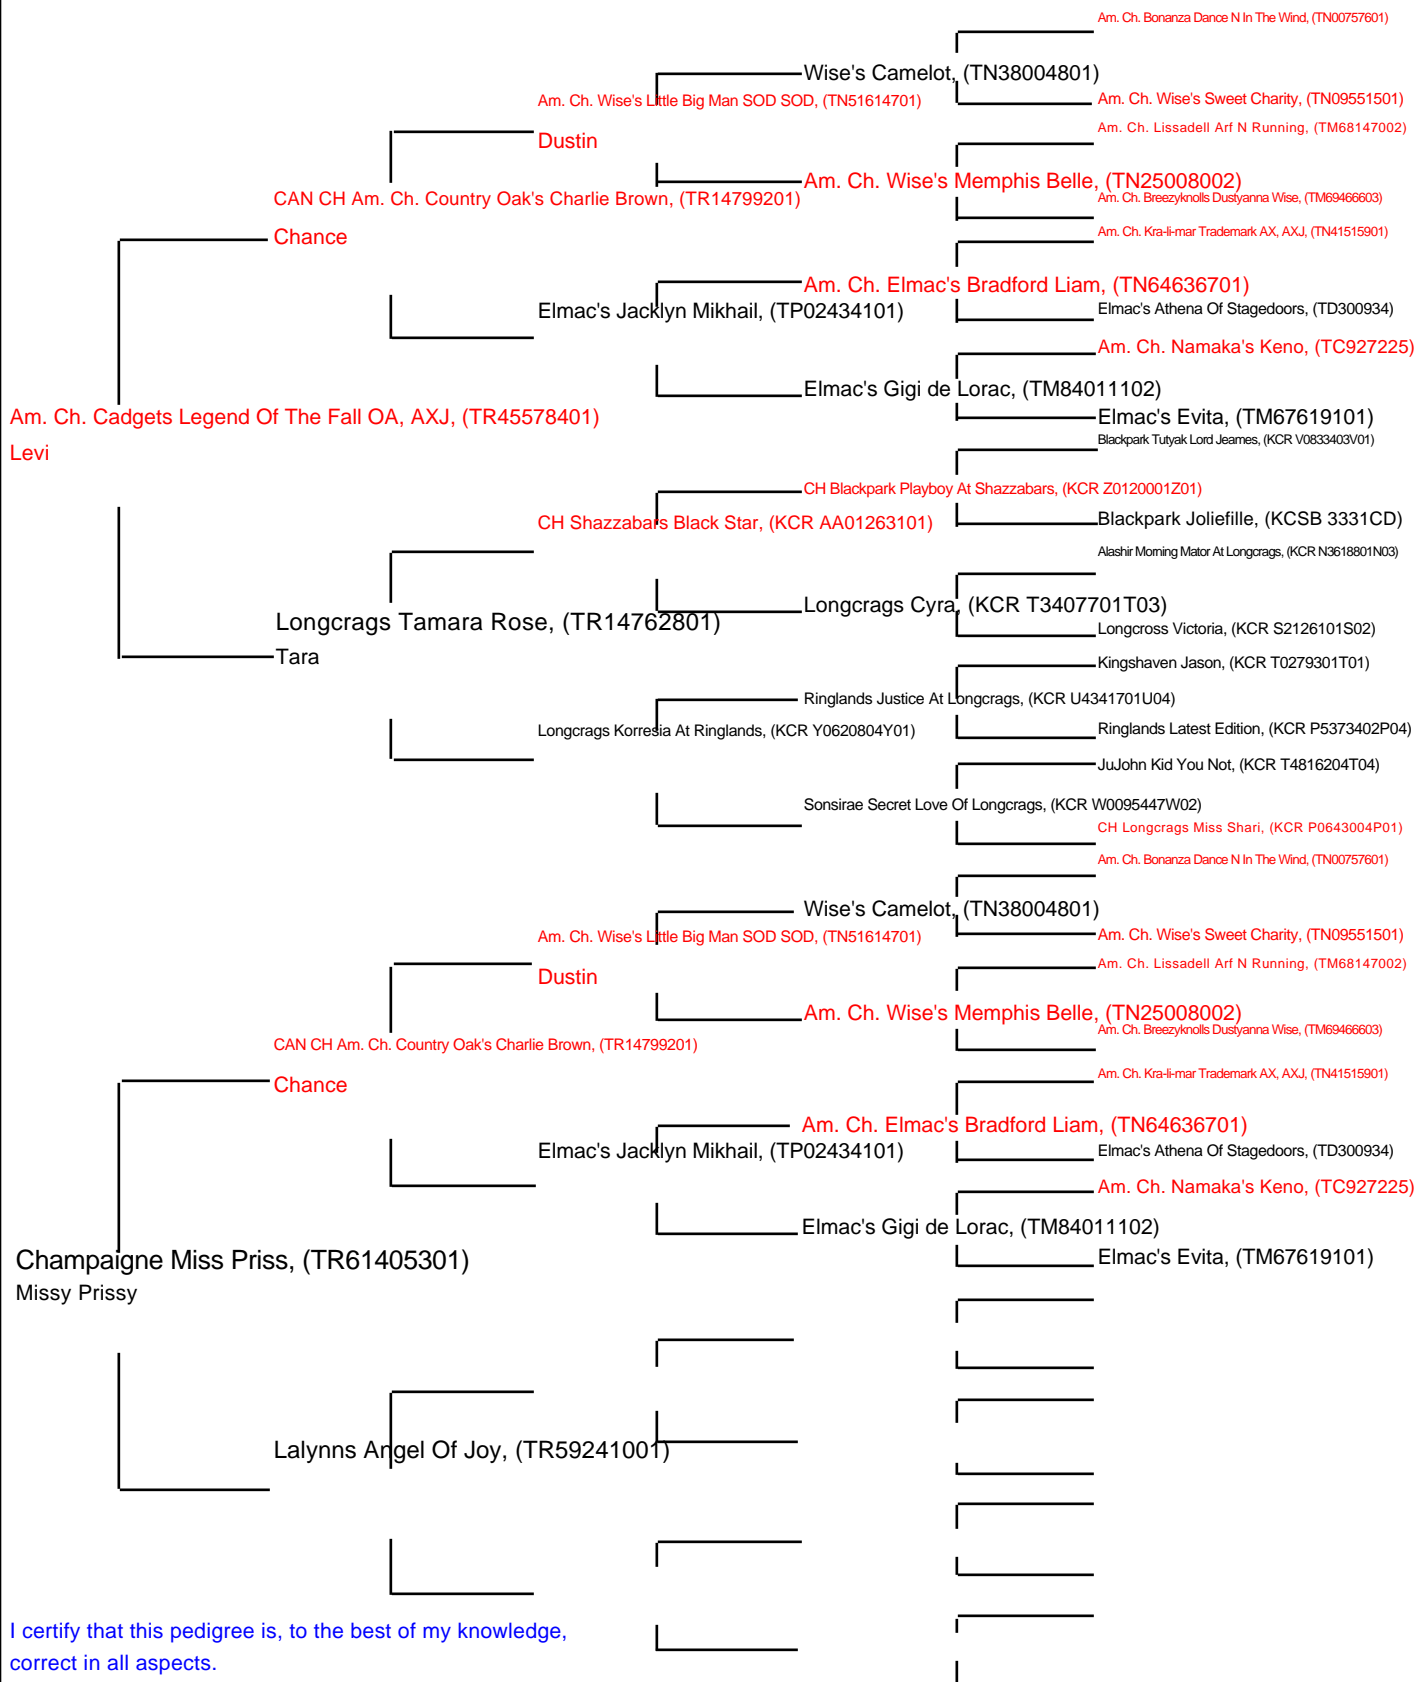 Am. Ch. Bonanza Dance N In The Wind, (TN00757601)
Wise's Camelot, (TN38004801)
Am. Ch. Wise's Little Big Man SOD SOD, (TN51614701)
Am. Ch. Wise's Sweet Charity, (TN09551501)
Dustin
Am. Ch. Lissadell Arf N Running, (TM68147002)
Am. Ch. Wise's Memphis Belle, (TN25008002)
CAN CH Am. Ch. Country Oak's Charlie Brown, (TR14799201)
Am. Ch. Breezyknolls Dustyanna Wise, (TM69466603)
Chance
Am. Ch. Kra-li-mar Trademark AX, AXJ, (TN41515901)
Am. Ch. Elmac's Bradford Liam, (TN64636701)
Elmac's Jacklyn Mikhail, (TP02434101)
Elmac's Athena Of Stagedoors, (TD300934)
Am. Ch. Namaka's Keno, (TC927225)
Elmac's Gigi de Lorac, (TM84011102)
Am. Ch. Cadgets Legend Of The Fall OA, AXJ, (TR45578401)
Elmac's Evita, (TM67619101)
Levi
Blackpark Tutyak Lord Jeames, (KCR V0833403V01)
CH Blackpark Playboy At Shazzabars, (KCR Z0120001Z01)
CH Shazzabars Black Star, (KCR AA01263101)
Blackpark Joliefille, (KCSB 3331CD)
Alashir Morning Mator At Longcrags, (KCR N3618801N03)
Longcrags Cyra, (KCR T3407701T03)
Longcrags Tamara Rose, (TR14762801)
Longcross Victoria, (KCR S2126101S02)
Tara
Kingshaven Jason, (KCR T0279301T01)
Ringlands Justice At Longcrags, (KCR U4341701U04)
Longcrags Korresia At Ringlands, (KCR Y0620804Y01)
Ringlands Latest Edition, (KCR P5373402P04)
JuJohn Kid You Not, (KCR T4816204T04)
Sonsirae Secret Love Of Longcrags, (KCR W0095447W02)
CH Longcrags Miss Shari, (KCR P0643004P01)
Am. Ch. Bonanza Dance N In The Wind, (TN00757601)
Wise's Camelot, (TN38004801)
Am. Ch. Wise's Little Big Man SOD SOD, (TN51614701)
Am. Ch. Wise's Sweet Charity, (TN09551501)
Dustin
Am. Ch. Lissadell Arf N Running, (TM68147002)
Am. Ch. Wise's Memphis Belle, (TN25008002)
Am. Ch. Breezyknolls Dustyanna Wise, (TM69466603)
CAN CH Am. Ch. Country Oak's Charlie Brown, (TR14799201)
Chance
Am. Ch. Kra-li-mar Trademark AX, AXJ, (TN41515901)
Am. Ch. Elmac's Bradford Liam, (TN64636701)
Elmac's Jacklyn Mikhail, (TP02434101)
Elmac's Athena Of Stagedoors, (TD300934)
Am. Ch. Namaka's Keno, (TC927225)
Elmac's Gigi de Lorac, (TM84011102)
Champaigne Miss Priss, (TR61405301)
Elmac's Evita, (TM67619101)
Missy Prissy
Lalynns Angel Of Joy, (TR59241001)
I certify that this pedigree is, to the best of my knowledge,
correct in all aspects.